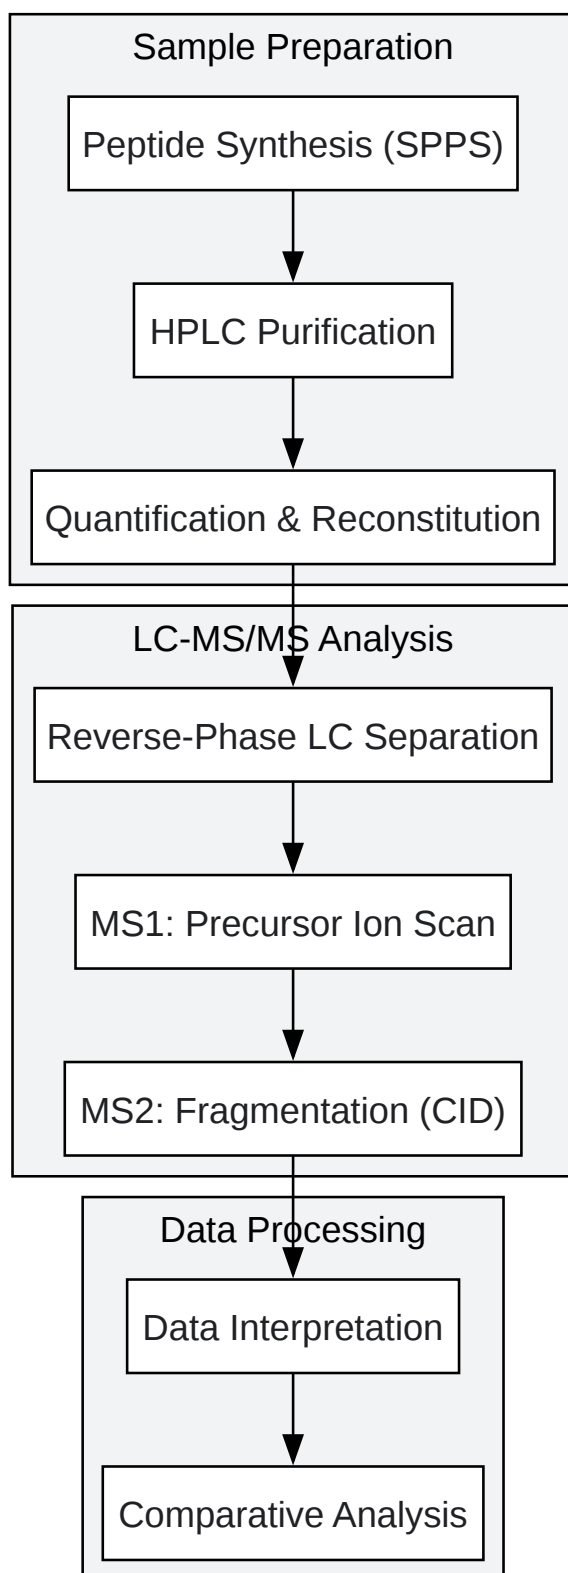 Sample Preparation
Peptide Synthesis (SPPS)
HPLC Purification
Quantification & Reconstitution
LC-MS/MS Analysis
Reverse-Phase LC Separation
MS1: Precursor Ion Scan
MS2: Fragmentation (CID)
Data Processing
Data Interpretation
Comparative Analysis